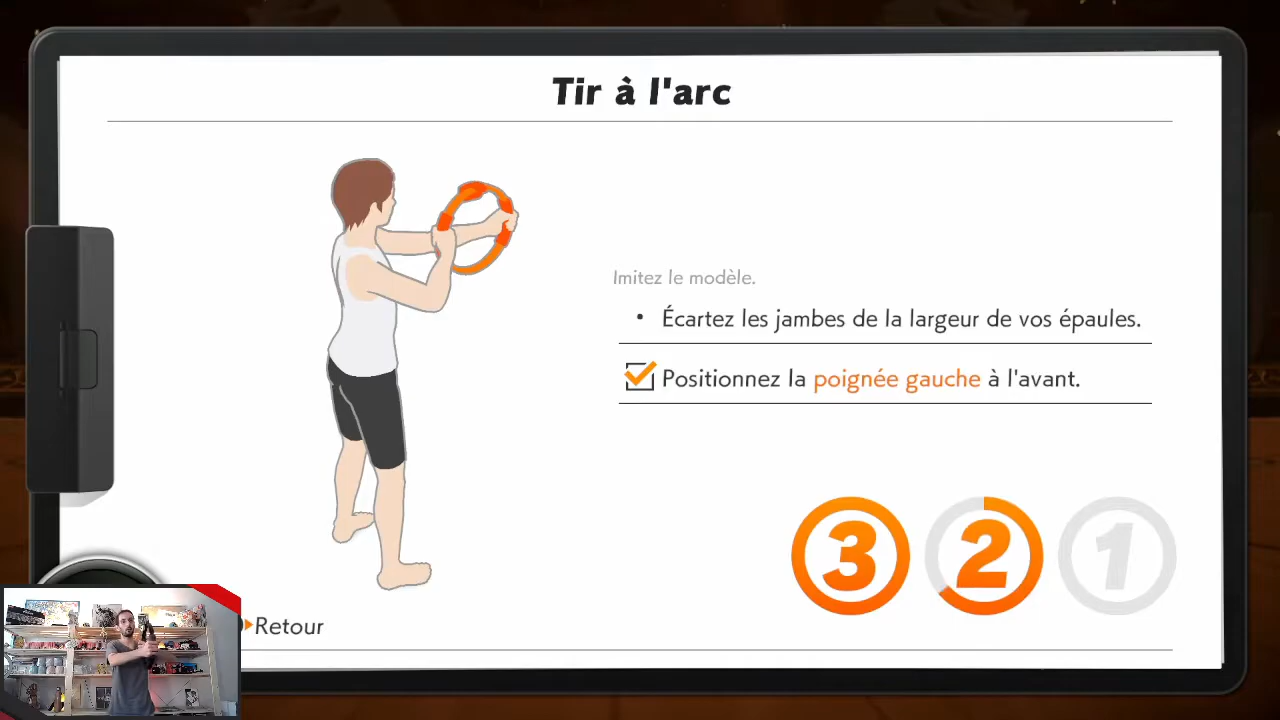 Tir à l'arc
Imitez le modèle.
• Écartez les jambes de la largeur de vos épaules.
Positionnez la poignée gauche à l'avant.
3 2 1
Retour